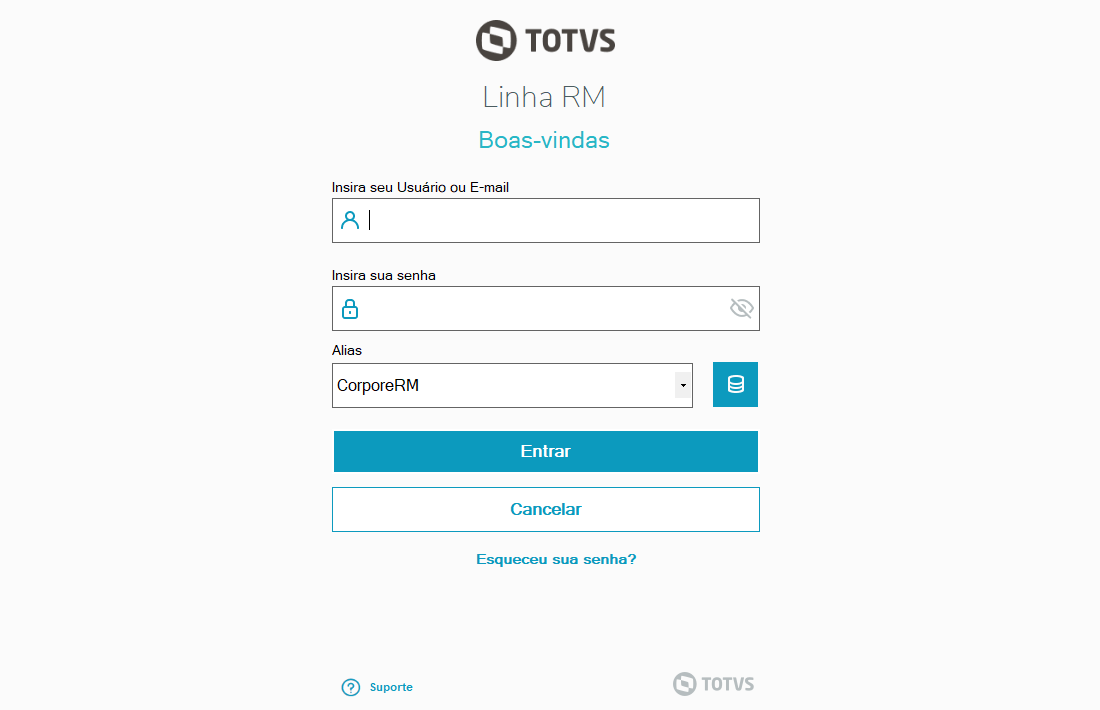 TOTVS
Linha RM
Boas-vindas
Insira seu Usuário ou E-mail
Insira sua senha
Alias
CorporeRM
Entrar
Cancelar
Esqueceu sua senha?
Suporte
TOTVS